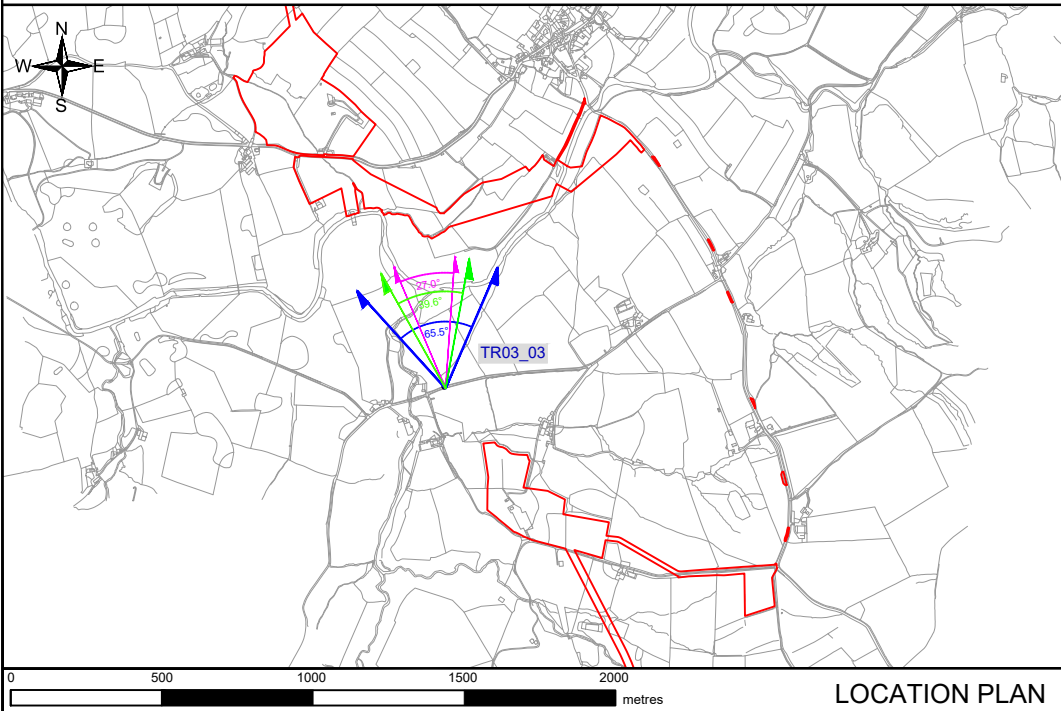 N
W E
S
27.0°
39.6°
65.5°
TR03_03
0 500 1000 1500 2000
metres
LOCATION PLAN